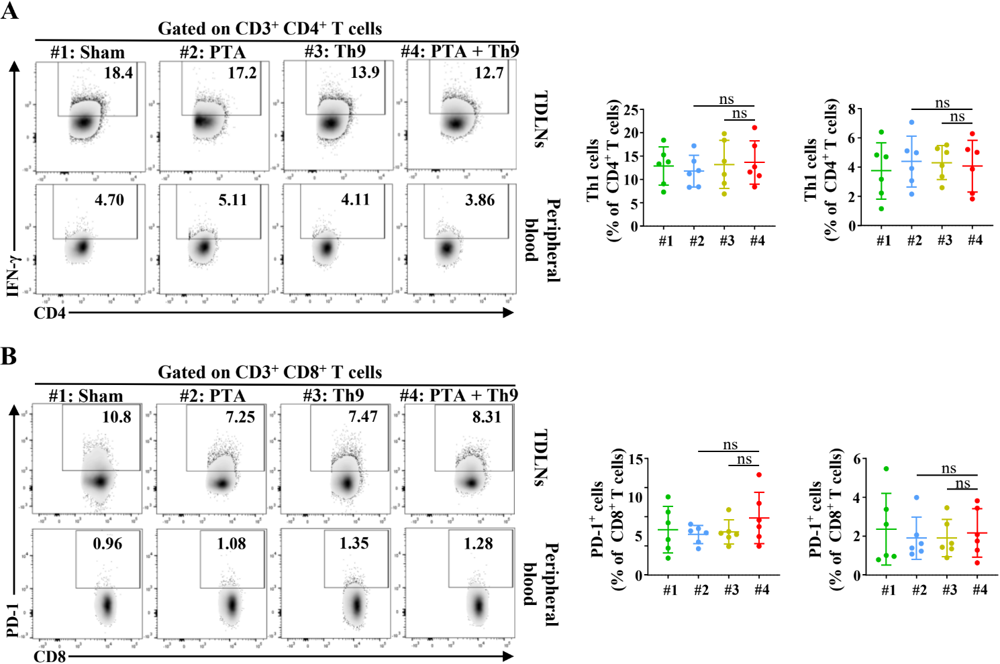 A
Gated on CD3+ CD4+ T cells
#1: Sham
#2: PTA
#3: Th9
#4: PTA + Th9
18.4
17.2
13.9
12.7
TDLNs
4.70
5.11
4.11
3.86
Peripheral
blood
IFN-γ
CD4
Th1 cells
(% of CD4+ T cells)
25
20
15
10
5
0
ns
ns
#1
#2
#3
#4
Th1 cells
(% of CD4+ T cells)
8
6
4
2
0
ns
ns
#1
#2
#3
#4
B
Gated on CD3+ CD8+ T cells
#1: Sham
#2: PTA
#3: Th9
#4: PTA + Th9
10.8
7.25
7.47
8.31
TDLNs
0.96
1.08
1.35
1.28
Peripheral
blood
PD-1
CD8
PD-1+ cells
(% of CD8+ T cells)
15
10
5
0
ns
ns
#1
#2
#3
#4
PD-1+ cells
(% of CD8+ T cells)
6
4
2
0
ns
ns
#1
#2
#3
#4